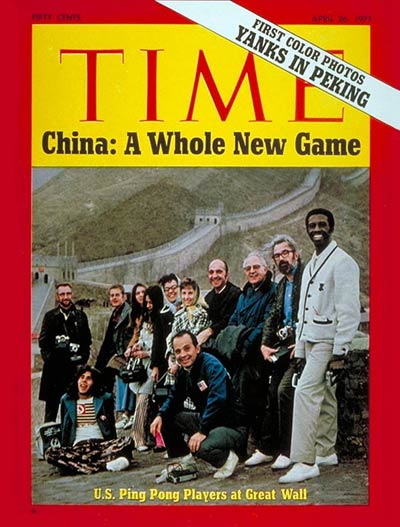 FIFTY CENTS
APRIL 26, 1971
FIRST COLOR PHOTOS
YANKS IN PEKING
TIME
China: A Whole New Game
U.S. Ping Pong Players at Great Wall